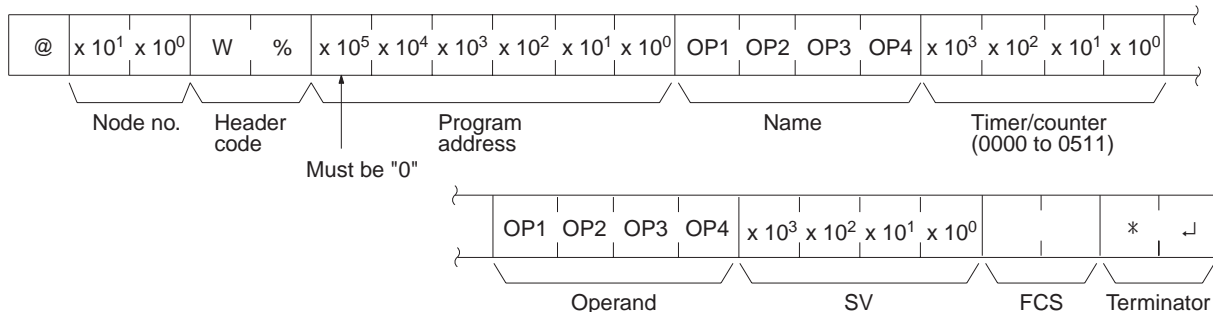 @ x 10¹ x 10⁰ W % x 10⁵ x 10⁴ x 10³ x 10² x 10¹ x 10⁰ OP1 OP2 OP3 OP4 x 10³ x 10² x 10¹ x 10⁰
Node no. Header code Program address Name Timer/counter (0000 to 0511)
Must be "0"
OP1 OP2 OP3 OP4 x 10³ x 10² x 10¹ x 10⁰ * ↵
Operand SV FCS Terminator